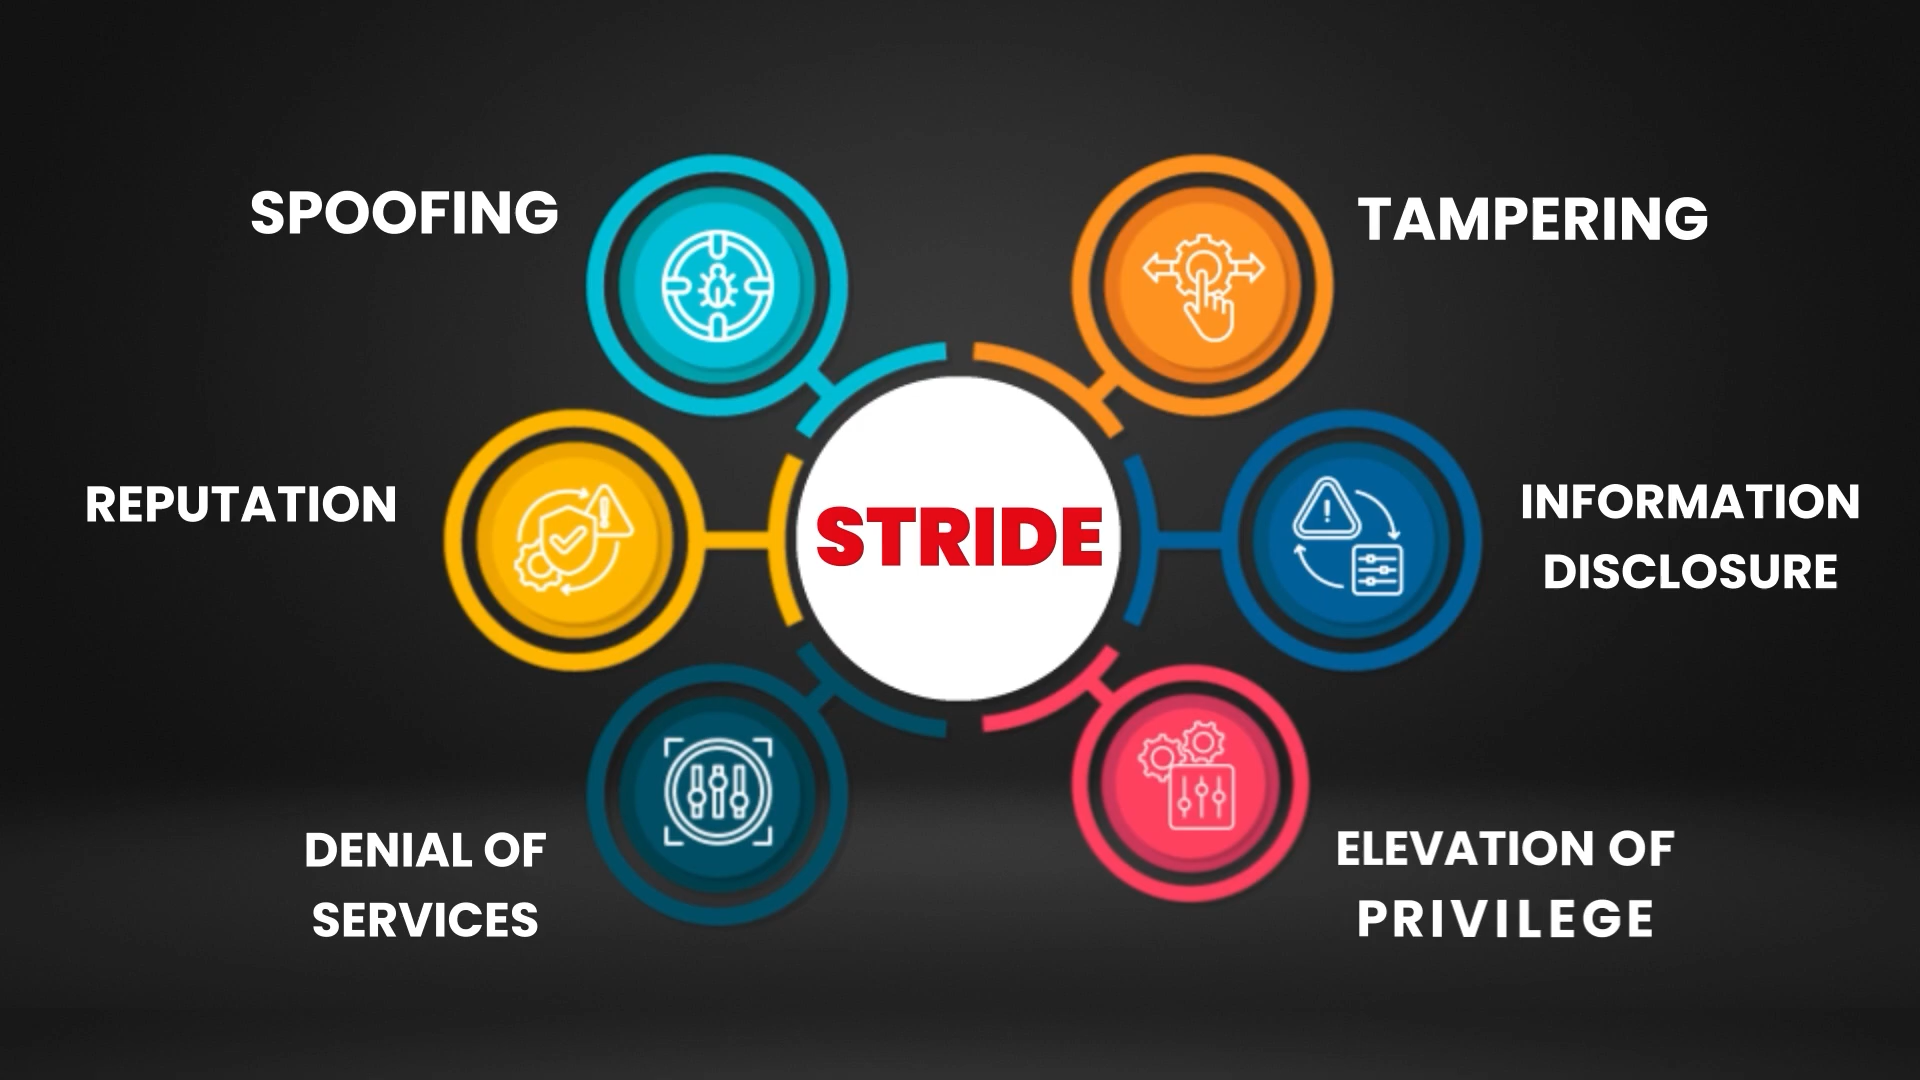 SPOOFING
TAMPERING
REPUTATION
STRIDE
INFORMATION
DISCLOSURE
DENIAL OF
SERVICES
ELEVATION OF
PRIVILEGE